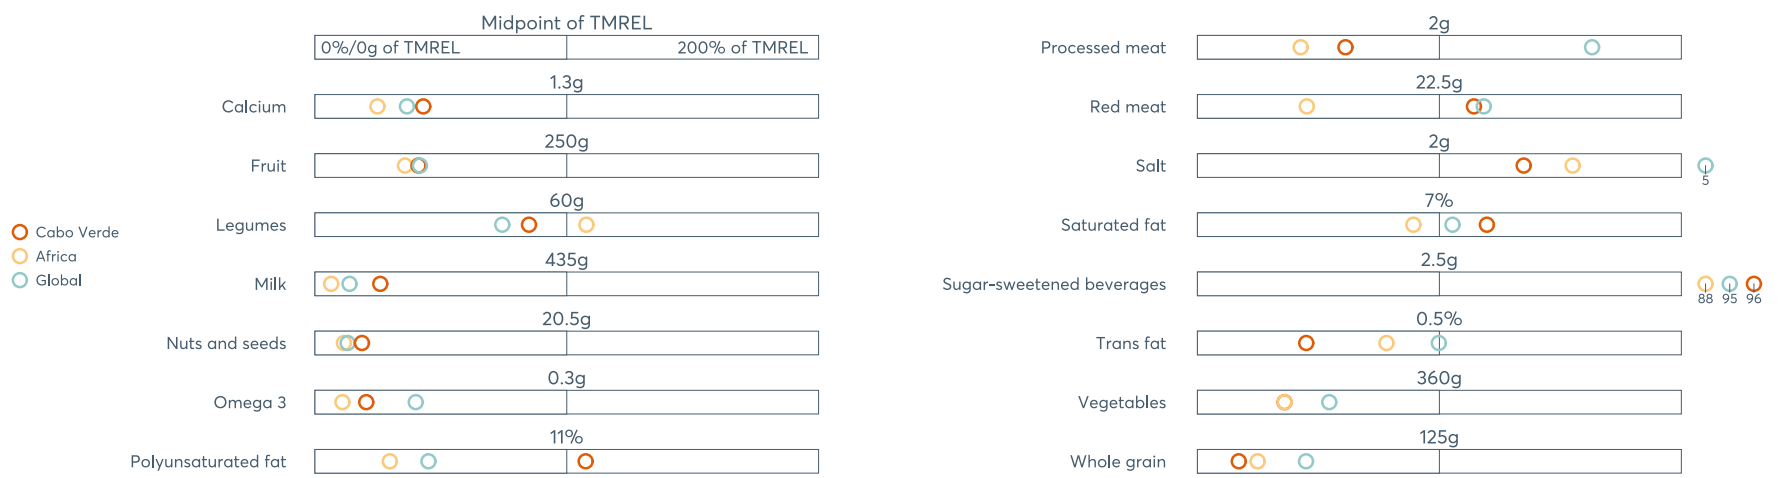 Midpoint of TMREL
0%/0g of TMREL 200% of TMREL
1.3g
Calcium
250g
Fruit
60g
Legumes
435g
Milk
20.5g
Nuts and seeds
0.3g
Omega 3
11%
Polyunsaturated fat
Cabo Verde
Africa
Global
2g
Processed meat
22.5g
Red meat
2g
Salt
5
7%
Saturated fat
2.5g
Sugar-sweetened beverages
88 95 96
0.5%
Trans fat
360g
Vegetables
125g
Whole grain